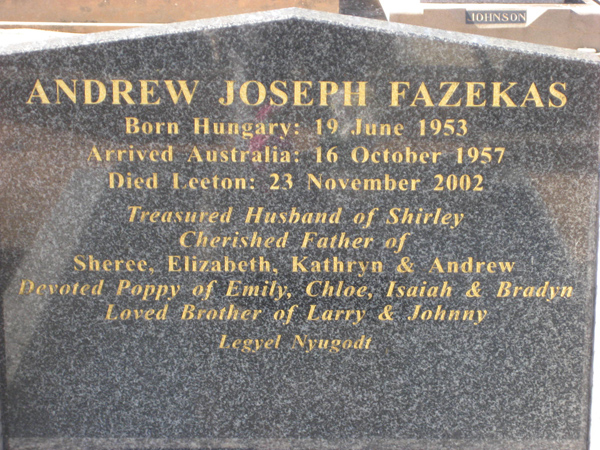 JOHNSON
ANDREW JOSEPH FAZEKAS
Born Hungary: 19 June 1953
Arrived Australia: 16 October 1957
Died Leeton: 23 November 2002
Treasured Husband of Shirley
Cherished Father of
Sheree, Elizabeth, Kathryn & Andrew
Devoted Poppy of Emily, Chloe, Isaiah & Bradyn
Loved Brother of Larry & Johnny
Legyel Nyugodt